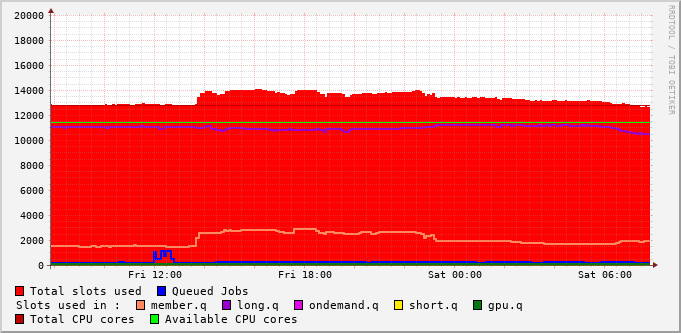 20000
18000
16000
14000
12000
10000
8000
6000
4000
2000
0
Fri 12:00 Fri 18:00 Sat 00:00 Sat 06:00
RRDTOOL / TOBI OETIKER
Total slots used Queued Jobs
Slots used in : member.q long.q ondemand.q short.q gpu.q
Total CPU cores Available CPU cores